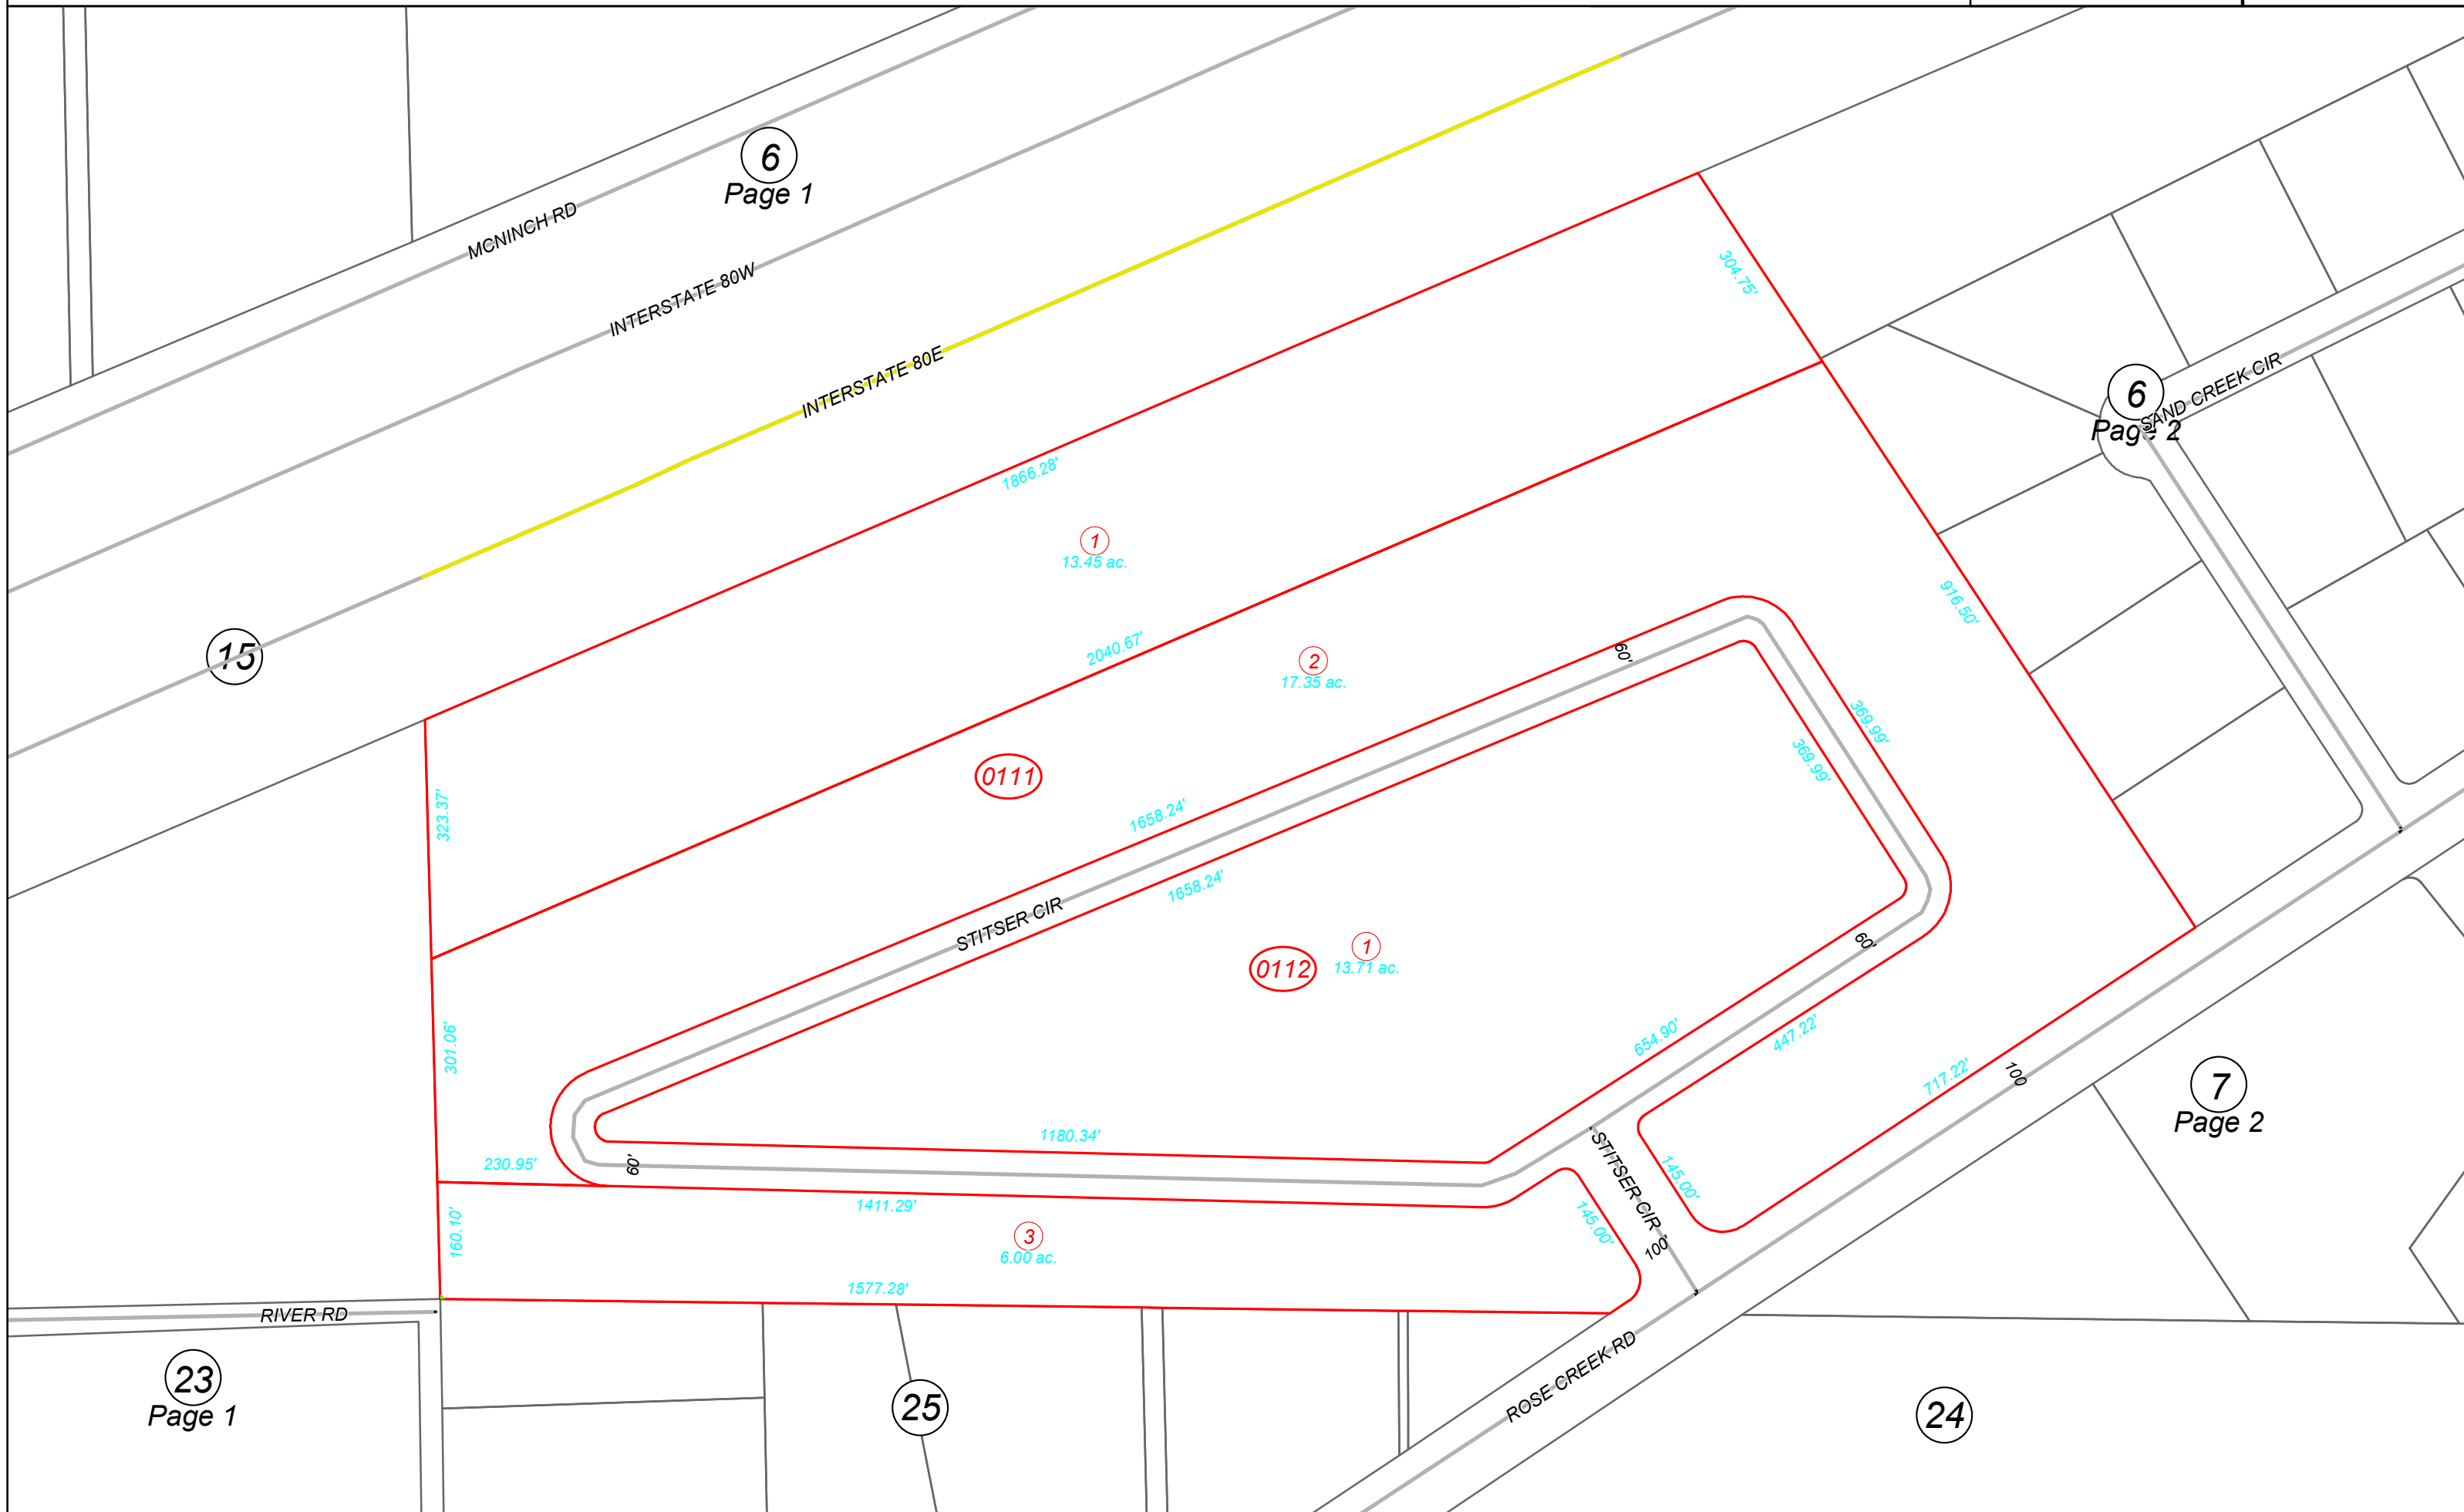 6
Page 1
MCNINCH RD
INTERSTATE 80W
INTERSTATE 80E
304.75'
6
Page 2
SAND CREEK CIR
1866.28'
1
13.45 ac.
916.50'
15
2040.67'
2
17.35 ac.
60'
369.99'
369.99'
0111
323.37'
1658.24'
1658.24'
STITSER CIR
0112
1
13.71 ac.
60'
301.06'
654.90'
447.22'
717.22'
100
7
Page 2
1180.34'
230.95'
60'
STITSER CIR
145.00'
145.00'
100'
1411.29'
160.10'
3
6.00 ac.
1577.28'
RIVER RD
ROSE CREEK RD
23
Page 1
25
24